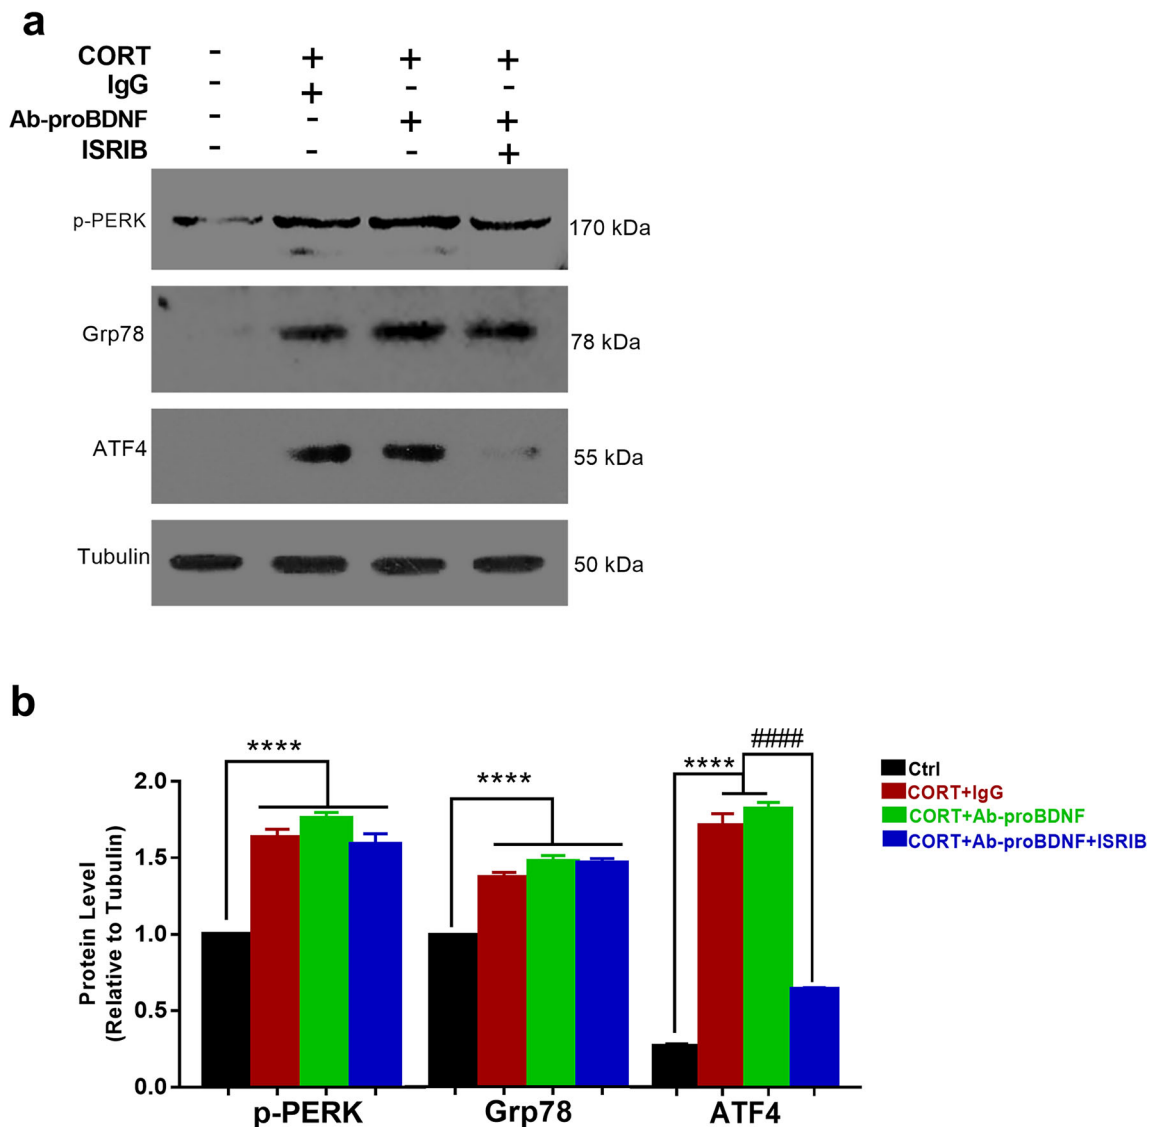 a
CORT - + + +
IgG - + - -
Ab-proBDNF - - + +
ISRIB - - - +
p-PERK 170 kDa
Grp78 78 kDa
ATF4 55 kDa
Tubulin 50 kDa
b
Protein Level
(Relative to Tubulin)
2.0
1.5
1.0
0.5
0.0
****
****
****
####
p-PERK Grp78 ATF4
Ctrl
CORT+IgG
CORT+Ab-proBDNF
CORT+Ab-proBDNF+ISRIB